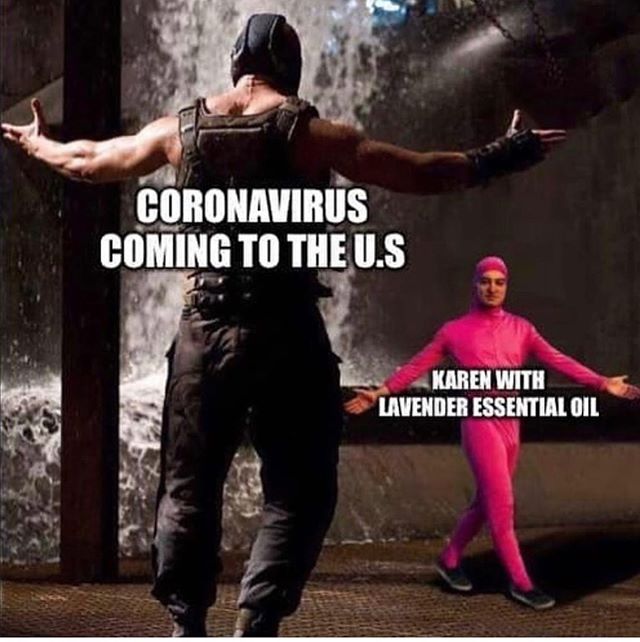 CORONAVIRUS
COMING TO THE U.S
KAREN WITH
LAVENDER ESSENTIAL OIL